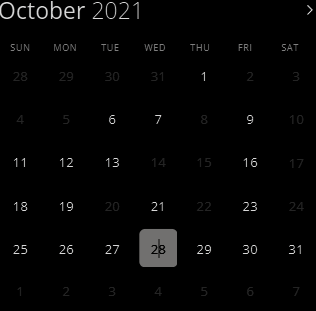 October 2021
SUN MON TUE WED THU FRI SAT
28 29 30 31 1 2 3
4 5 6 7 8 9 10
11 12 13 14 15 16 17
18 19 20 21 22 23 24
25 26 27 28 29 30 31
1 2 3 4 5 6 7